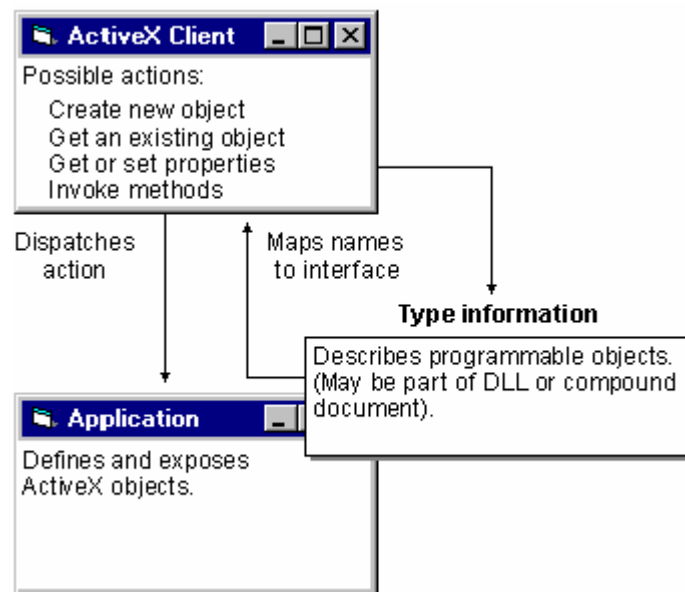 ActiveX Client
Possible actions:
Create new object
Get an existing object
Get or set properties
Invoke methods
Dispatches
action
Maps names
to interface
Type information
Describes programmable objects.
(May be part of DLL or compound
document).
Application
Defines and exposes
ActiveX objects.